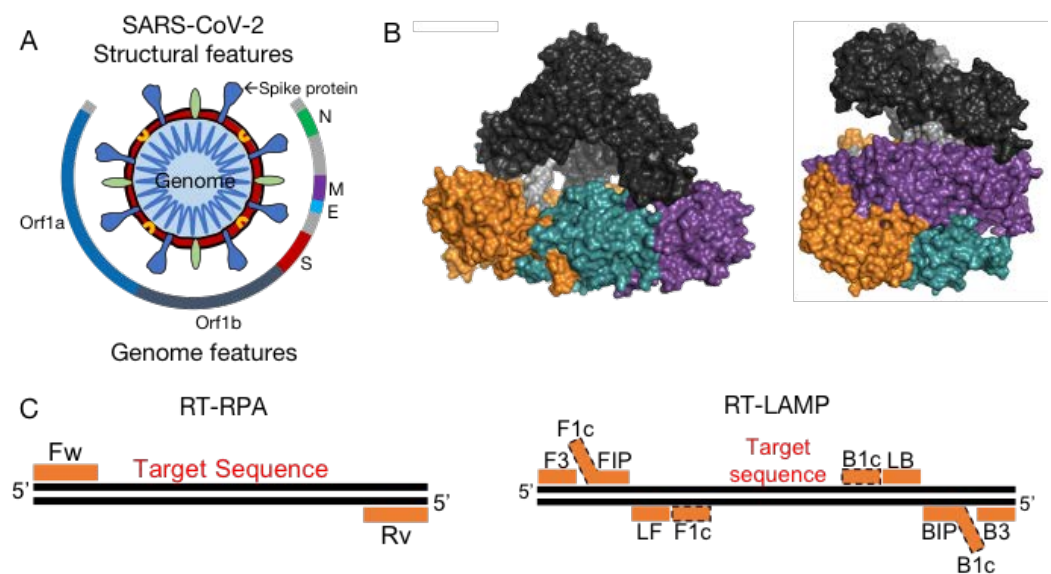 A
SARS-CoV-2
Structural features
Spike protein
N
Genome
M
E
Orf1a
S
Orf1b
Genome features
B
C
RT-RPA
Fw
Target Sequence
5’
5’
Rv
RT-LAMP
F1c
F3
FIP
Target
sequence
B1c
LB
5’
5’
LF
F1c
BIP
B3
B1c